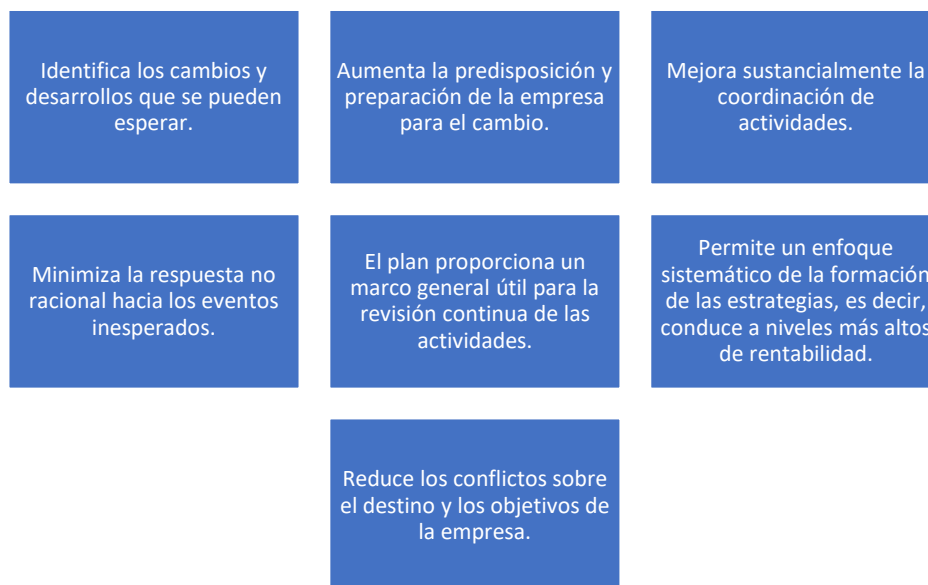 Identifica los cambios y
desarrollos que se pueden
esperar.
Aumenta la predisposición y
preparación de la empresa
para el cambio.
Mejora sustancialmente la
coordinación de
actividades.
Minimiza la respuesta no
racional hacia los eventos
inesperados.
El plan proporciona un
marco general útil para la
revisión continua de las
actividades.
Permite un enfoque
sistemático de la formación
de las estrategias, es decir,
conduce a niveles más altos
de rentabilidad.
Reduce los conflictos sobre
el destino y los objetivos de
la empresa.